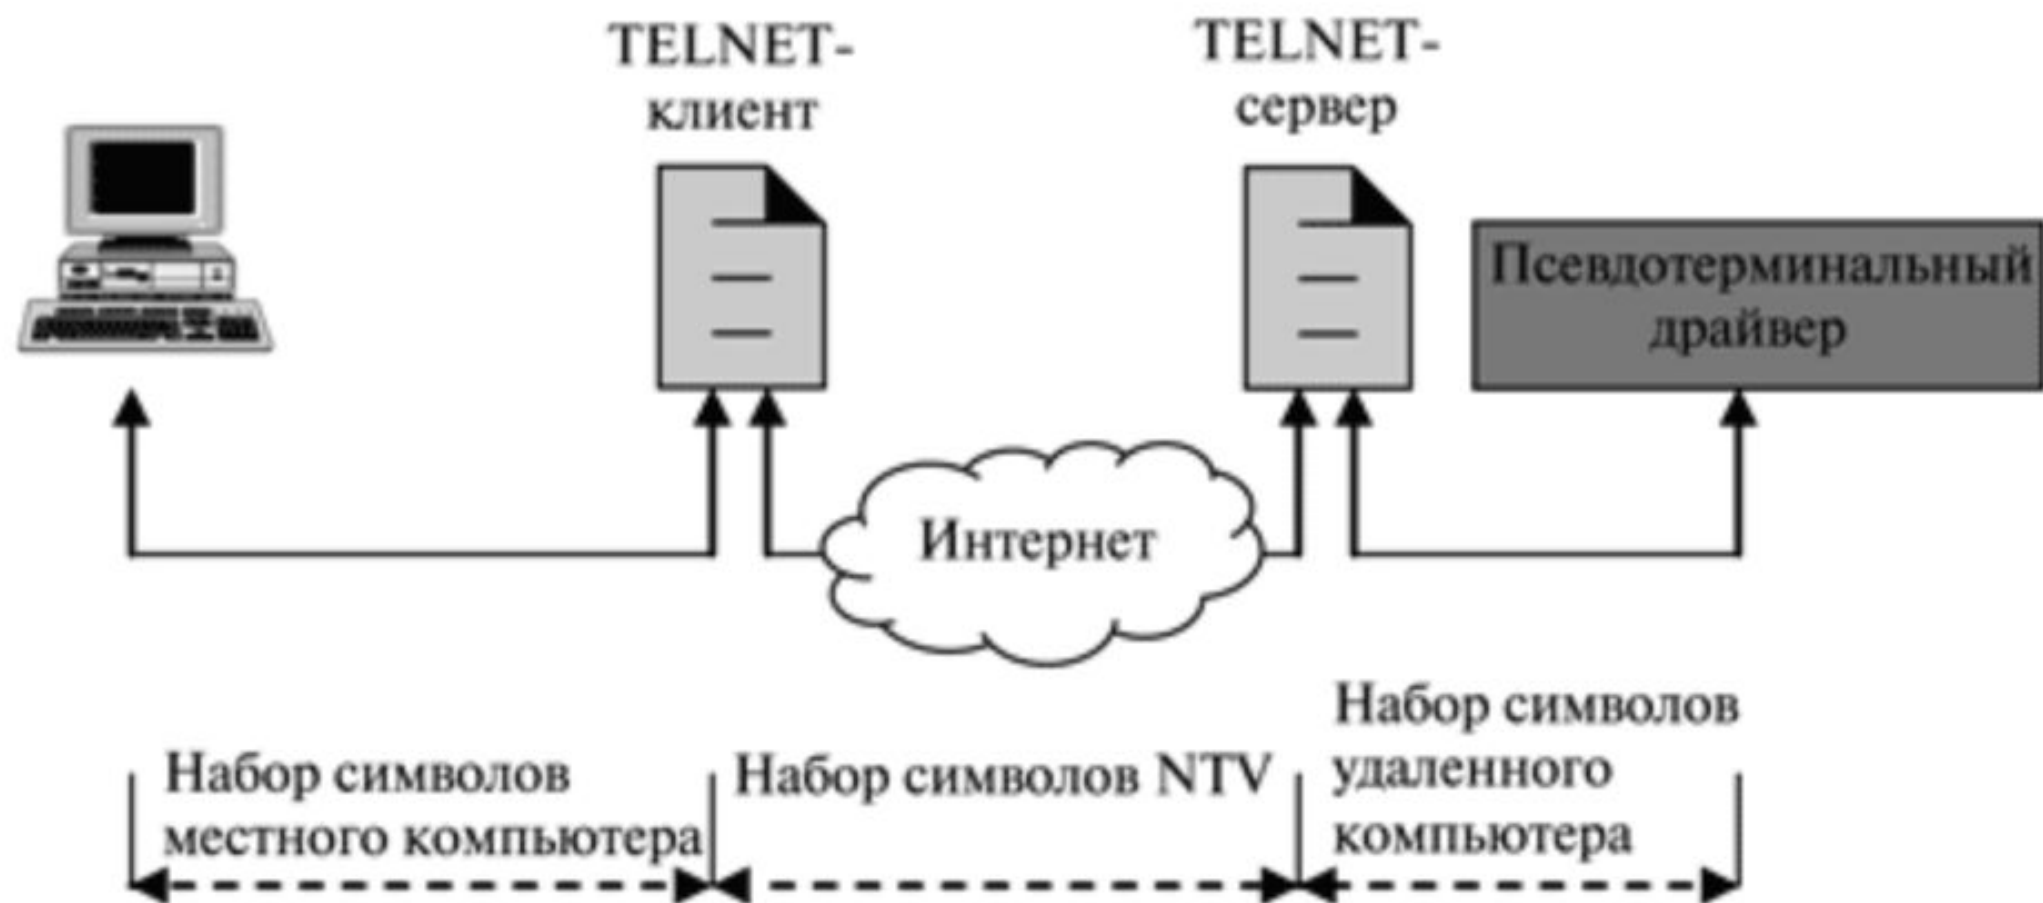 TELNET-
клиент
TELNET-
сервер
Псевдотерминальный
драйвер
Интернет
Набор символов
местного компьютера
Набор символов NTV
Набор символов
удаленного
компьютера